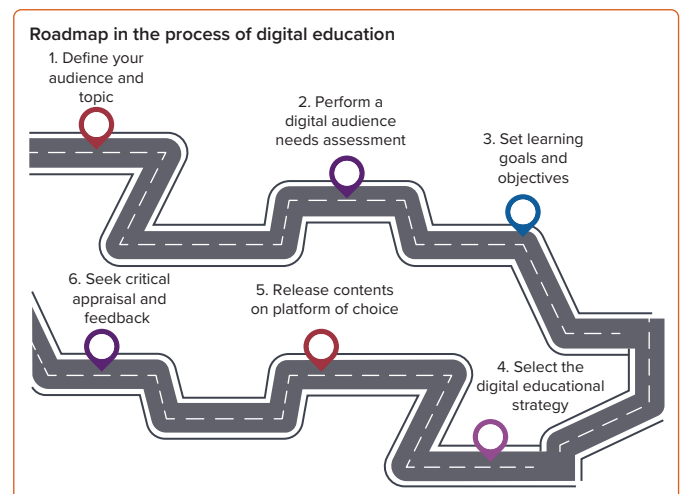 Roadmap in the process of digital education
1. Define your
audience and
topic
2. Perform a
digital audience
needs assessment
3. Set learning
goals and
objectives
4. Select the
digital educational
strategy
5. Release contents
on platform of choice
6. Seek critical
appraisal and
feedback